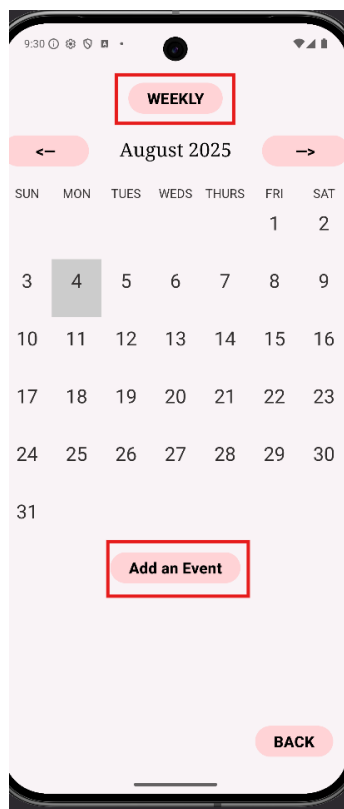 9:30
WEEKLY
<— August 2025 —>
SUN MON TUES WEDS THURS FRI SAT
1 2
3 4 5 6 7 8 9
10 11 12 13 14 15 16
17 18 19 20 21 22 23
24 25 26 27 28 29 30
31
Add an Event
BACK